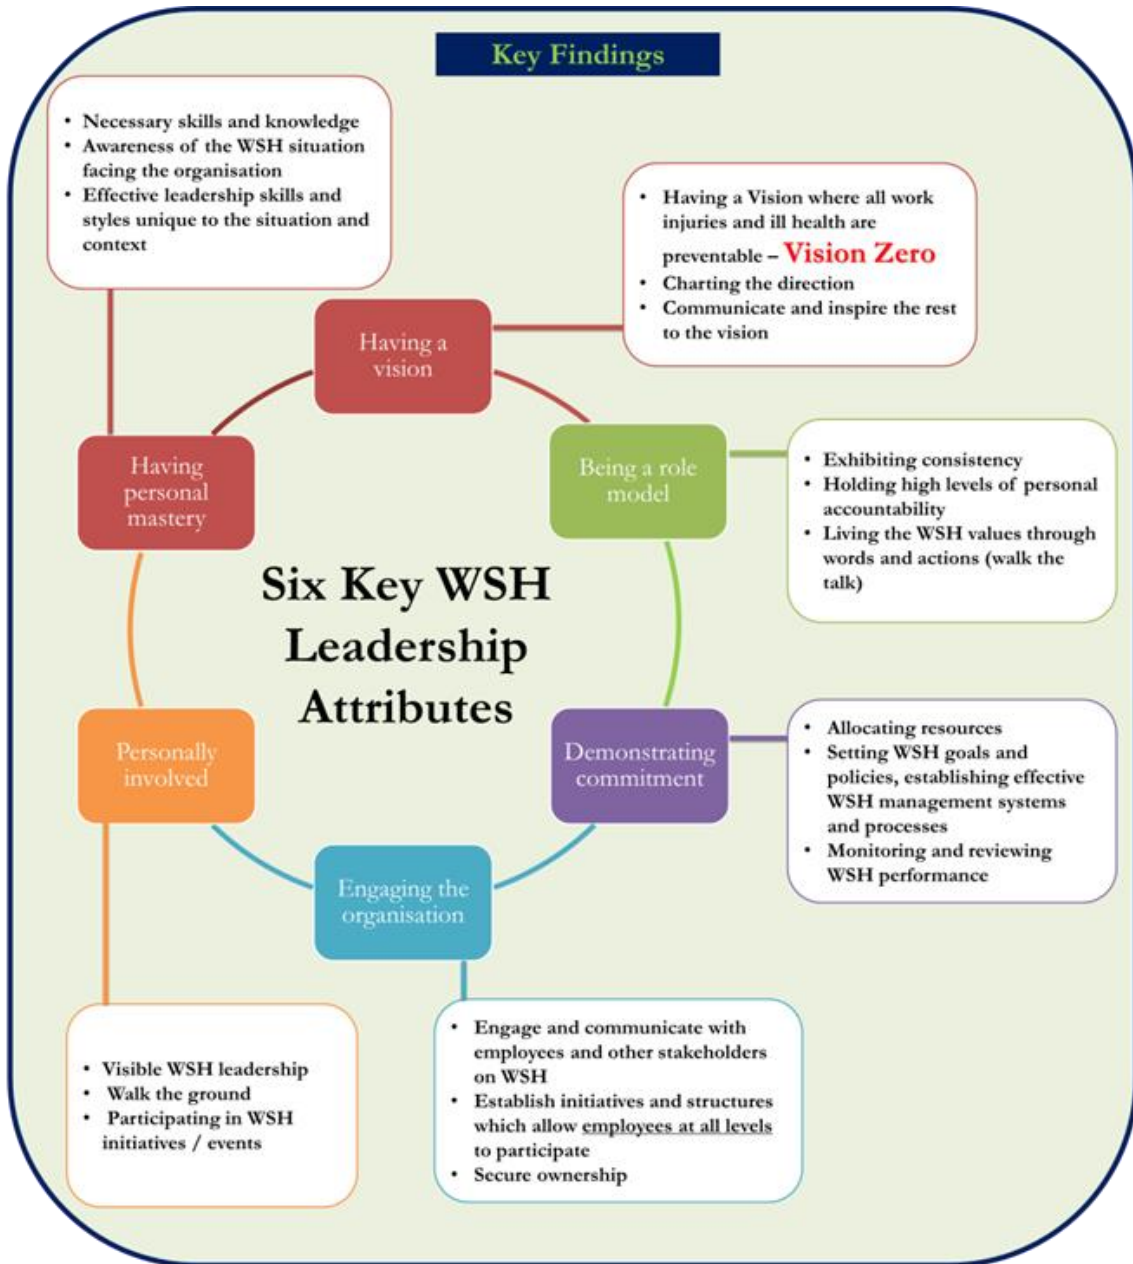 Key Findings
• Necessary skills and knowledge
• Awareness of the WSH situation
facing the organisation
• Effective leadership skills and
styles unique to the situation and
context
• Having a Vision where all work
injuries and ill health are
preventable – Vision Zero
• Charting the direction
• Communicate and inspire the rest
to the vision
Having a
vision
Having
personal
mastery
Being a role
model
• Exhibiting consistency
• Holding high levels of personal
accountability
• Living the WSH values through
words and actions (walk the
talk)
Six Key WSH
Leadership
Attributes
Personally
involved
Demonstrating
commitment
• Allocating resources
• Setting WSH goals and
policies, establishing effective
WSH management systems
and processes
• Monitoring and reviewing
WSH performance
Engaging the
organisation
• Visible WSH leadership
• Walk the ground
• Participating in WSH
initiatives / events
• Engage and communicate with
employees and other stakeholders
on WSH
• Establish initiatives and structures
which allow employees at all levels
to participate
• Secure ownership